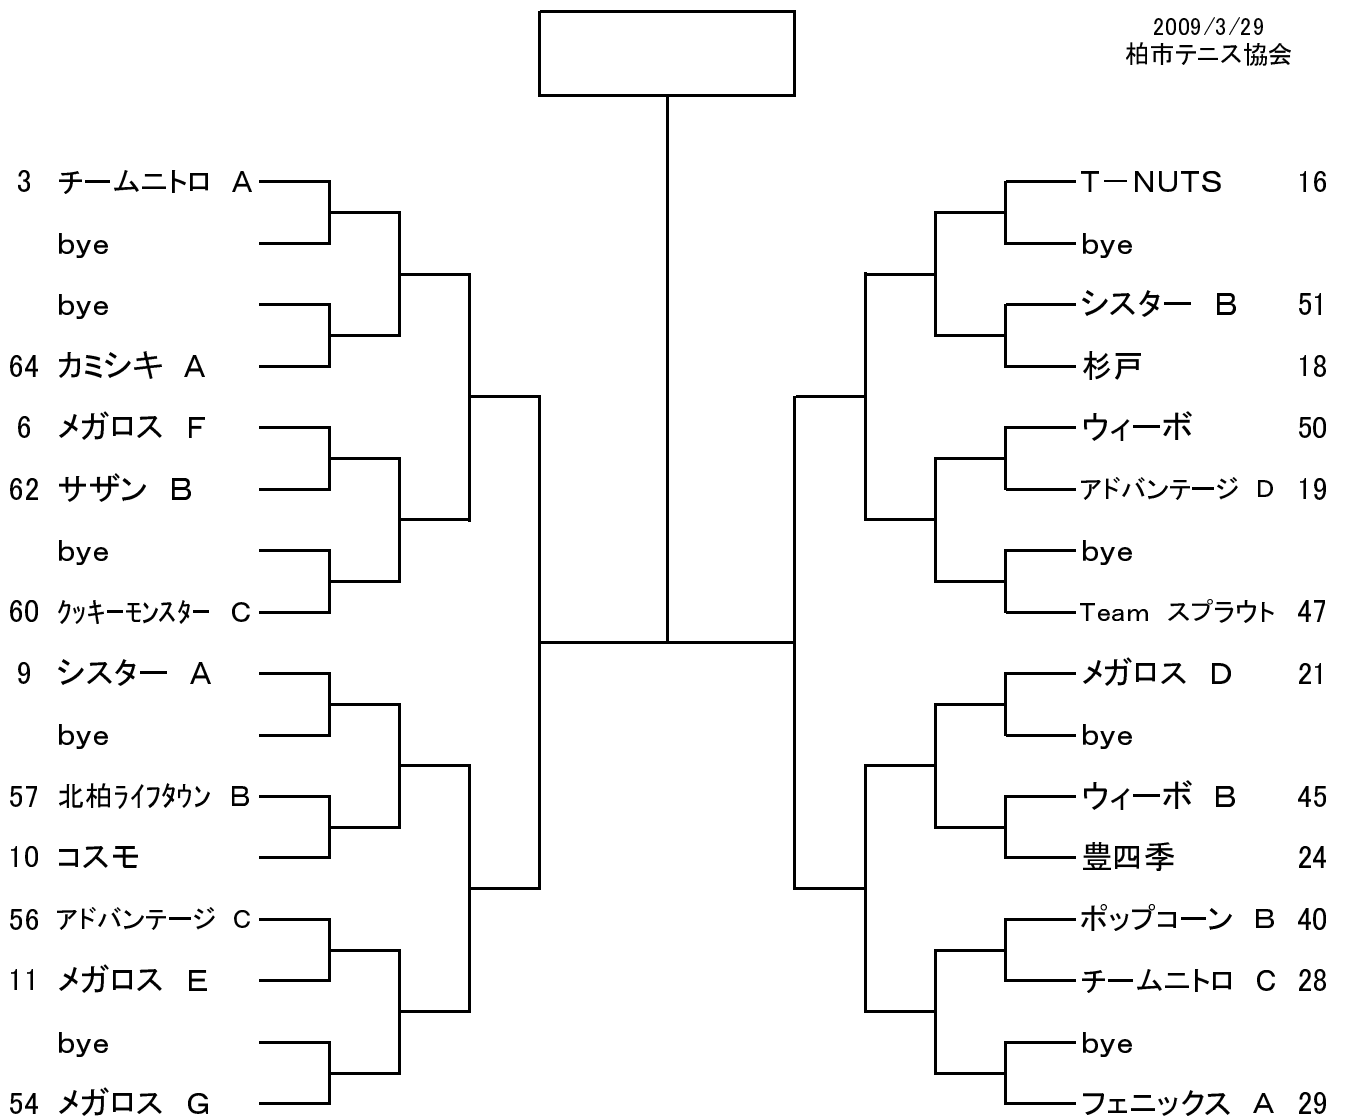 2009/3/29
柏市テニス協会
3 チームニトロ A
bye
bye
64 カミシキ A
6 メガロス F
62 サザン B
bye
60 クッキーモンスター C
9 シスター A
bye
57 北柏ライフタウン B
10 コスモ
56 アドバンテージ C
11 メガロス E
bye
54 メガロス G
T－NUTS 16
bye
シスター B 51
杉戸 18
ウィーボ 50
アドバンテージ D 19
bye
Team スプラウト 47
メガロス D 21
bye
ウィーボ B 45
豊四季 24
ポップコーン B 40
チームニトロ C 28
bye
フェニックス A 29